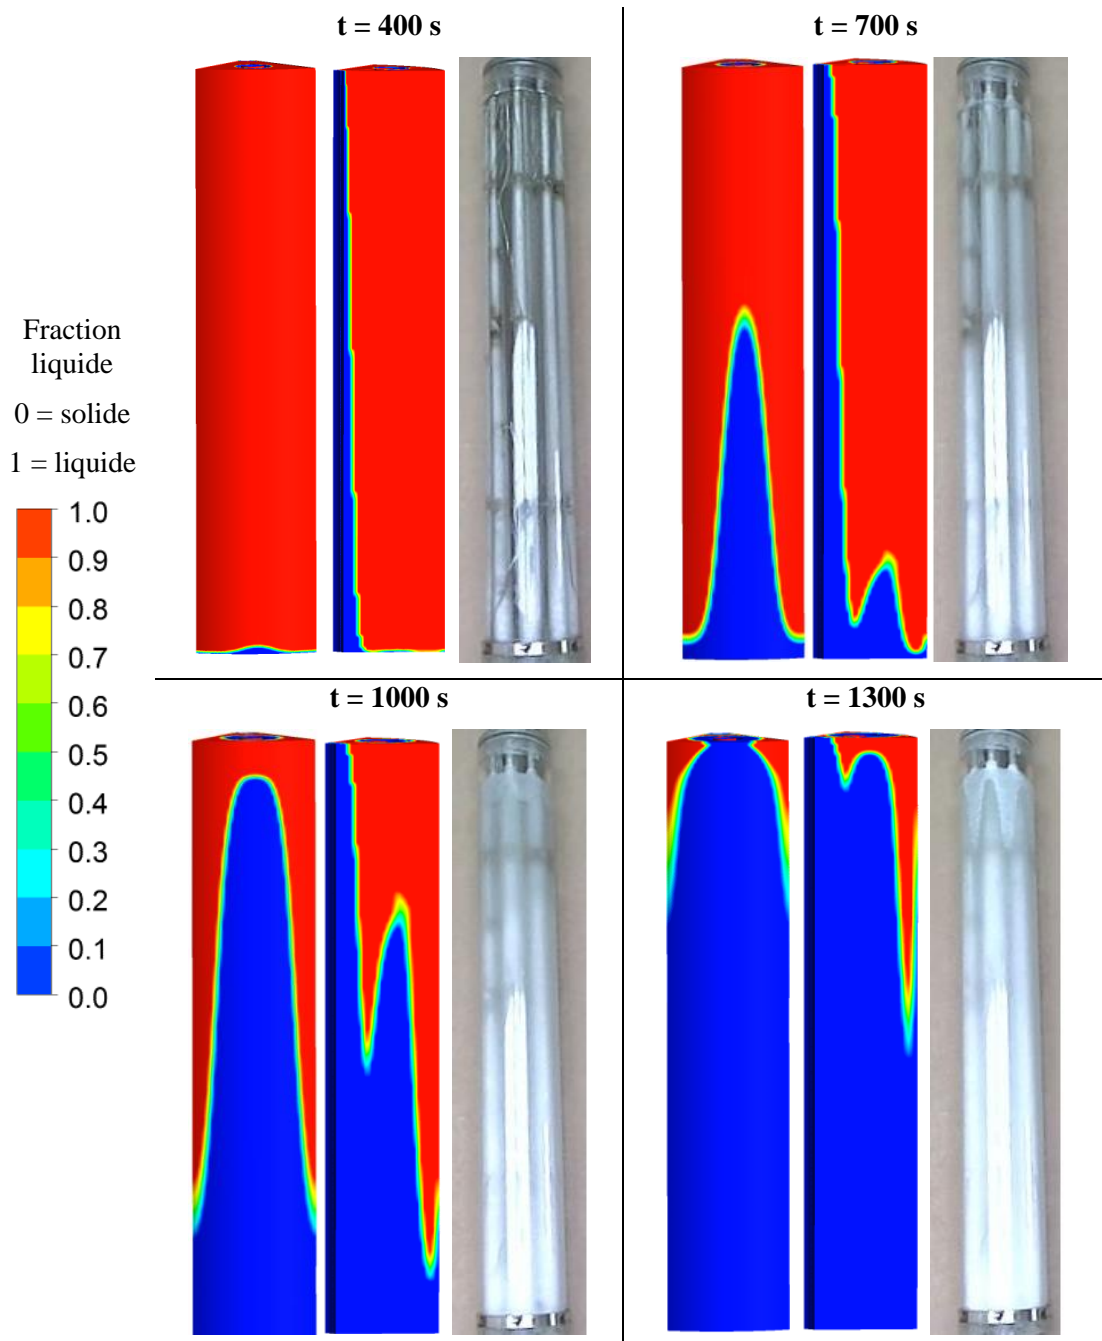 t = 400 s
t = 700 s
Fraction
liquide
0 = solide
1 = liquide
1.0
0.9
0.8
0.7
0.6
0.5
0.4
0.3
0.2
0.1
0.0
t = 1000 s
t = 1300 s